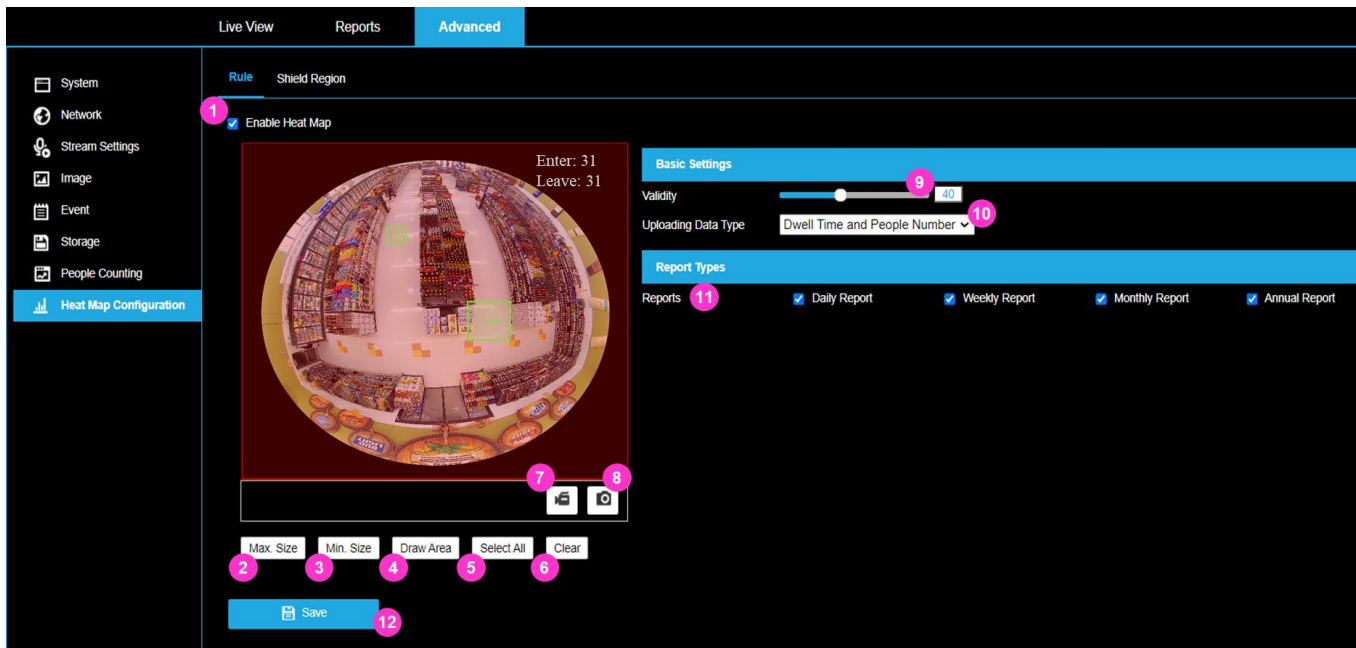 Live View Reports Advanced
System
Network
Stream Settings
Image
Event
Storage
People Counting
Heat Map Configuration
Rule Shield Region
1
Enable Heat Map
Enter: 31
Leave: 31
7 8
Max. Size Min. Size Draw Area Select All Clear
2 3 4 5 6
Save
12
Basic Settings
Validity 9 40
Uploading Data Type Dwell Time and People Number 10
Report Types
Reports 11 Daily Report Weekly Report Monthly Report Annual Report